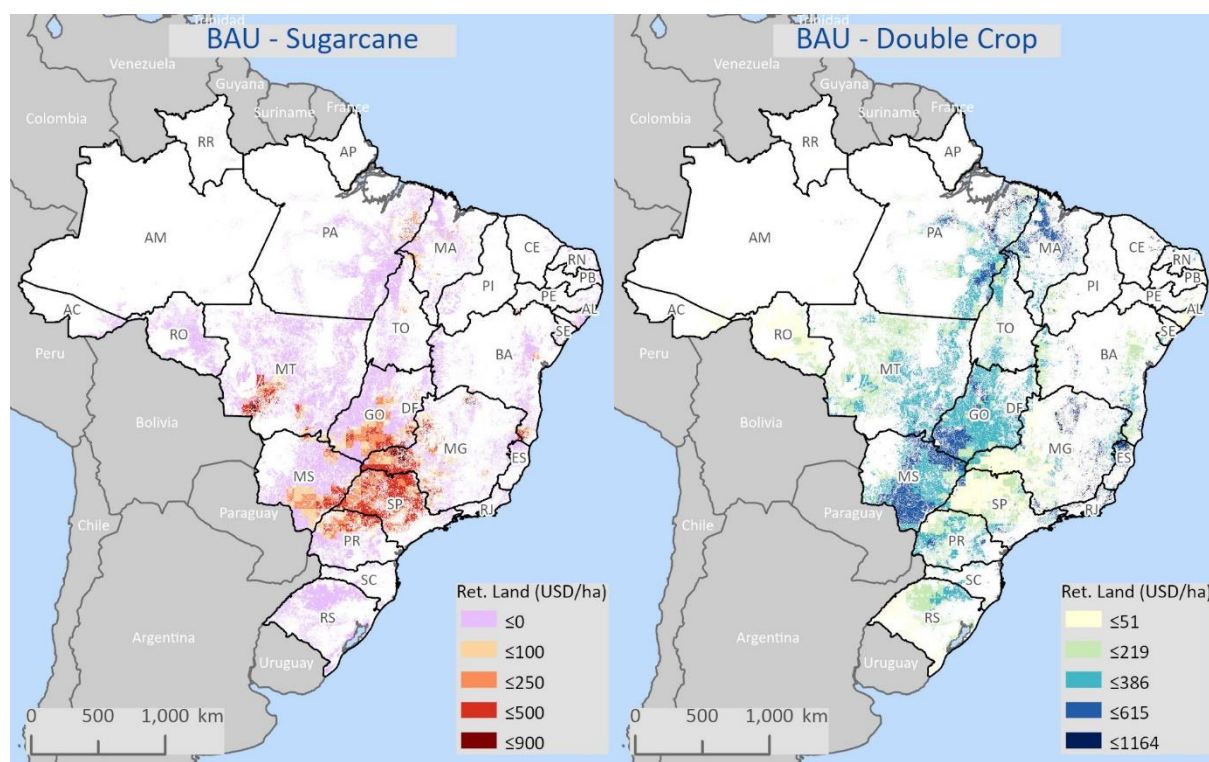 BAU - Sugarcane
Trinidad
Venezuela
Guyana
Colombia
Suriname
France
RR
AP
AM
PA
MA
CE
RN
PB
PI
PE
AL
AC
SE
RO
TO
BA
Peru
MT
GO
DF
Bolivia
MG
ES
MS
SP
RJ
Paraguay
Chile
PR
SC
RS
Argentina
Uruguay
0 500 1,000 km
Ret. Land (USD/ha)
≤0
≤100
≤250
≤500
≤900
BAU - Double Crop
Trinidad
Venezuela
Guyana
Colombia
Suriname
France
RR
AP
AM
PA
MA
CE
RN
PB
PI
PE
AL
AC
SE
RO
TO
BA
Peru
MT
GO
DF
Bolivia
MG
ES
MS
SP
RJ
Paraguay
Chile
PR
SC
RS
Argentina
Uruguay
0 500 1,000 km
Ret. Land (USD/ha)
≤51
≤219
≤386
≤615
≤1164